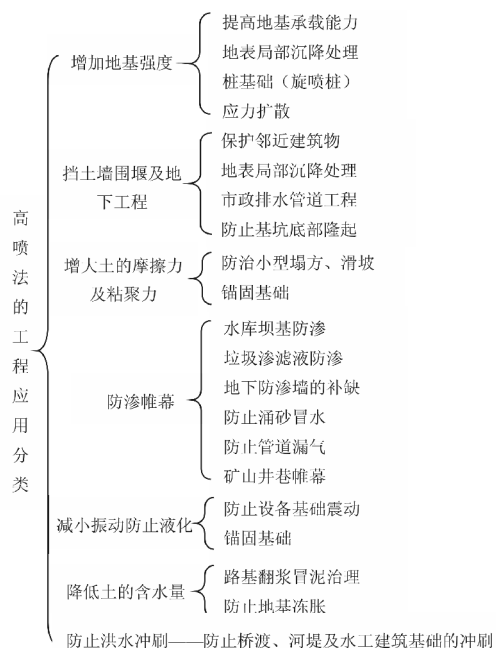 高喷法的工程应用分类
增加地基强度
提高地基承载能力
地表局部沉降处理
桩基础（旋喷桩）
应力扩散
挡土墙围堰及地
下工程
保护邻近建筑物
地表局部沉降处理
市政排水管道工程
防止基坑底部隆起
增大土的摩擦力
及粘聚力
防治小型塌方、滑坡
锚固基础
防渗帷幕
水库坝基防渗
垃圾渗滤液防渗
地下防渗墙的补缺
防止涌砂冒水
防止管道漏气
矿山井巷帷幕
减小振动防止液化
防止设备基础震动
锚固基础
降低土的含水量
路基翻浆冒泥治理
防止地基冻胀
防止洪水冲刷——防止桥渡、河堤及水工建筑基础的冲刷